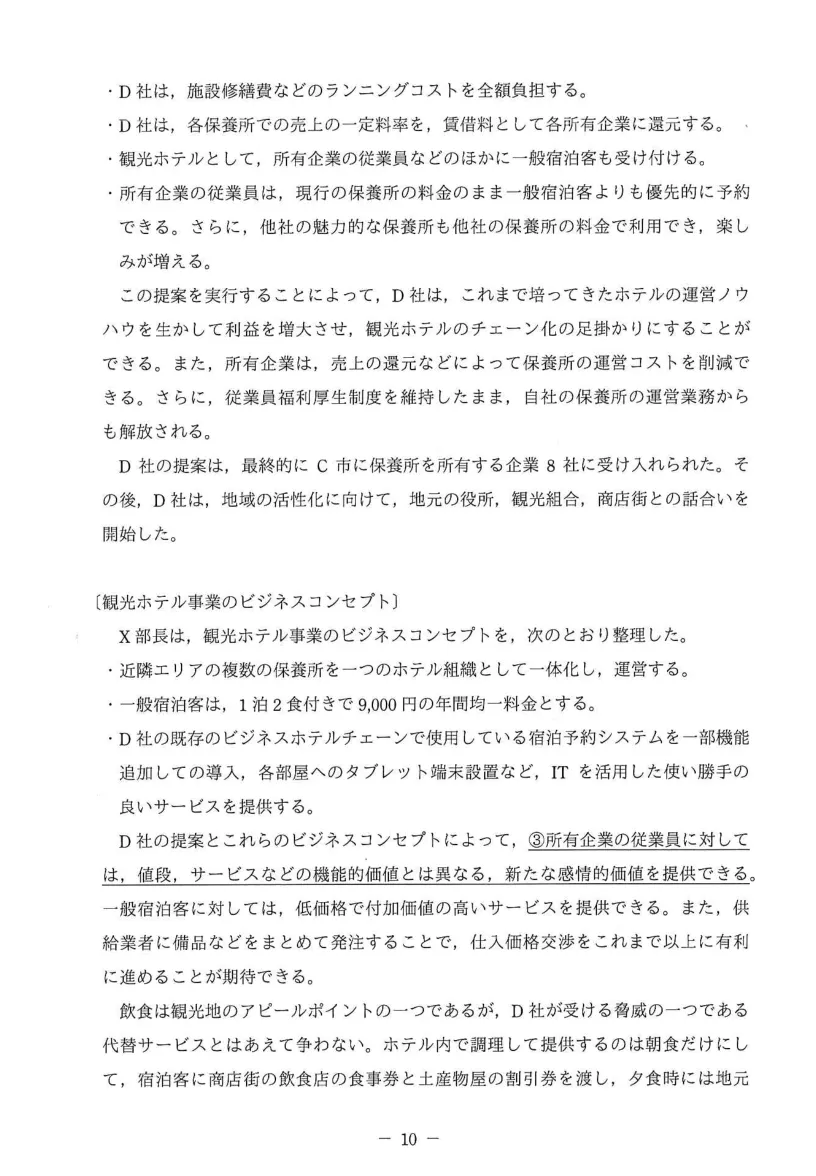 ・D 社は，施設修繕費などのランニングコストを全額負担する。
・D 社は，各保養所での売上の一定料率を，賃借料として各所有企業に還元する。
・観光ホテルとして，所有企業の従業員などのほかに一般宿泊客も受け付ける。
・所有企業の従業員は，現行の保養所の料金のまま一般宿泊客よりも優先的に予約
できる。さらに，他社の魅力的な保養所も他社の保養所の料金で利用でき，楽し
みが増える。
この提案を実行することによって，D 社は，これまで培ってきたホテルの運営ノウ
ハウを生かして利益を増大させ，観光ホテルのチェーン化の足掛かりにすることが
できる。また，所有企業は，売上の還元などによって保養所の運営コストを削減で
きる。さらに，従業員福利厚生制度を維持したまま，自社の保養所の運営業務から
も解放される。
D 社の提案は，最終的に C 市に保養所を所有する企業 8 社に受け入れられた。そ
の後，D 社は，地域の活性化に向けて，地元の役所，観光組合，商店街との話合いを
開始した。
〔観光ホテル事業のビジネスコンセプト〕
X 部長は，観光ホテル事業のビジネスコンセプトを，次のとおり整理した。
・近隣エリアの複数の保養所を一つのホテル組織として一体化し，運営する。
・一般宿泊客は，1 泊 2 食付きで 9,000 円の年間均一料金とする。
・D 社の既存のビジネスホテルチェーンで使用している宿泊予約システムを一部機能
追加しての導入，各部屋へのタブレット端末設置など，IT を活用した使い勝手の
良いサービスを提供する。
D 社の提案とこれらのビジネスコンセプトによって，③所有企業の従業員に対して
は，値段，サービスなどの機能的価値とは異なる，新たな感情的価値を提供できる。
一般宿泊客に対しては，低価格で付加価値の高いサービスを提供できる。また，供
給業者に備品などをまとめて発注することで，仕入価格交渉をこれまで以上に有利
に進めることが期待できる。
飲食は観光地のアピールポイントの一つであるが，D 社が受ける脅威の一つである
代替サービスとはあえて争わない。ホテル内で調理して提供するのは朝食だけにし
て，宿泊客に商店街の飲食店の食事券と土産物屋の割引券を渡し，夕食時には地元
－ 10 －